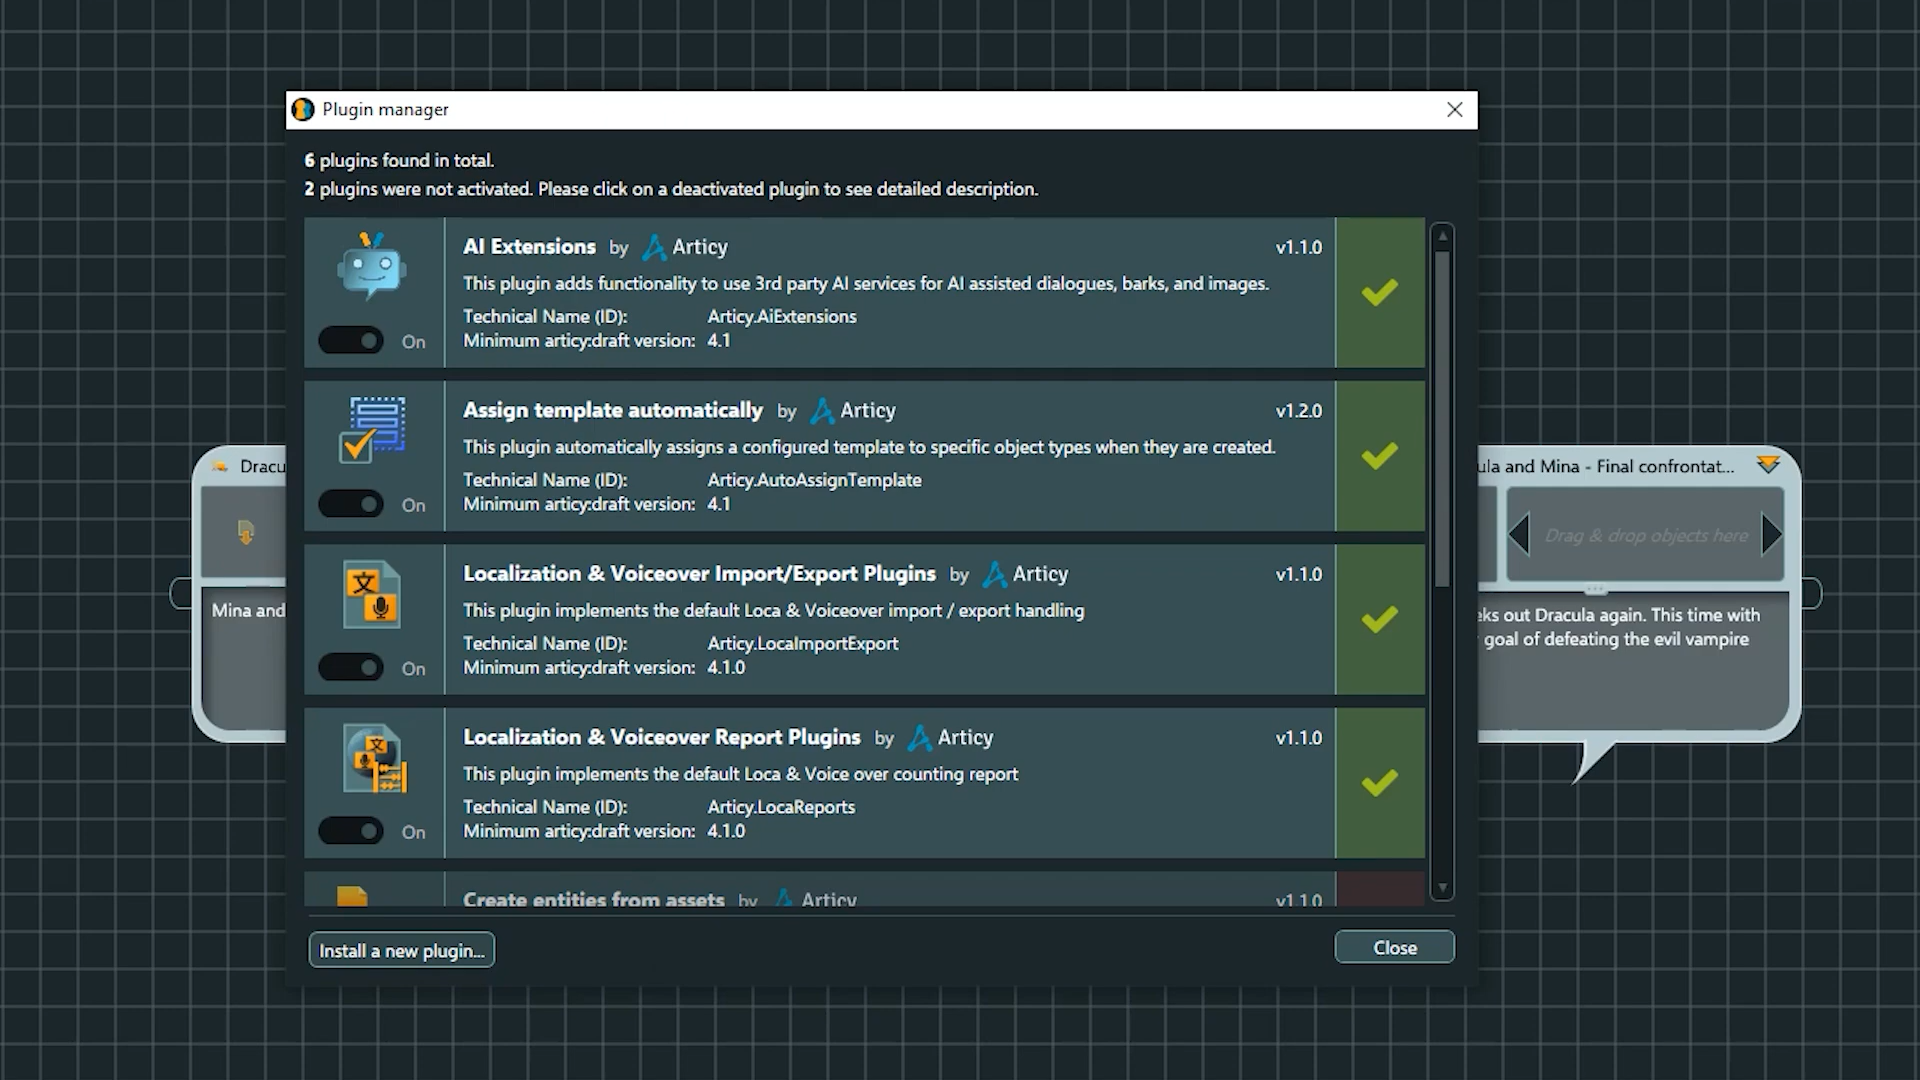 Plugin manager
6 plugins found in total.
2 plugins were not activated. Please click on a deactivated plugin to see detailed description.
AI Extensions by Articy v1.1.0
This plugin adds functionality to use 3rd party AI services for AI assisted dialogues, barks, and images.
Technical Name (ID): Articy.AiExtensions
On Minimum articy:draft version: 4.1
Assign template automatically by Articy v1.2.0
This plugin automatically assigns a configured template to specific object types when they are created.
Technical Name (ID): Articy.AutoAssignTemplate
On Minimum articy:draft version: 4.1
Localization & Voiceover Import/Export Plugins by Articy v1.1.0
This plugin implements the default Loca & Voiceover import / export handling
Technical Name (ID): Articy.LocaImportExport
On Minimum articy:draft version: 4.1.0
Localization & Voiceover Report Plugins by Articy v1.1.0
This plugin implements the default Loca & Voice over counting report
Technical Name (ID): Articy.LocaReports
On Minimum articy:draft version: 4.1.0
Create entities from assets by Articy v1.1.0
Install a new plugin...
Close
Dracu
Mina and
ula and Mina - Final confrontat...
Drag & drop objects here
eks out Dracula again. This time with
goal of defeating the evil vampire